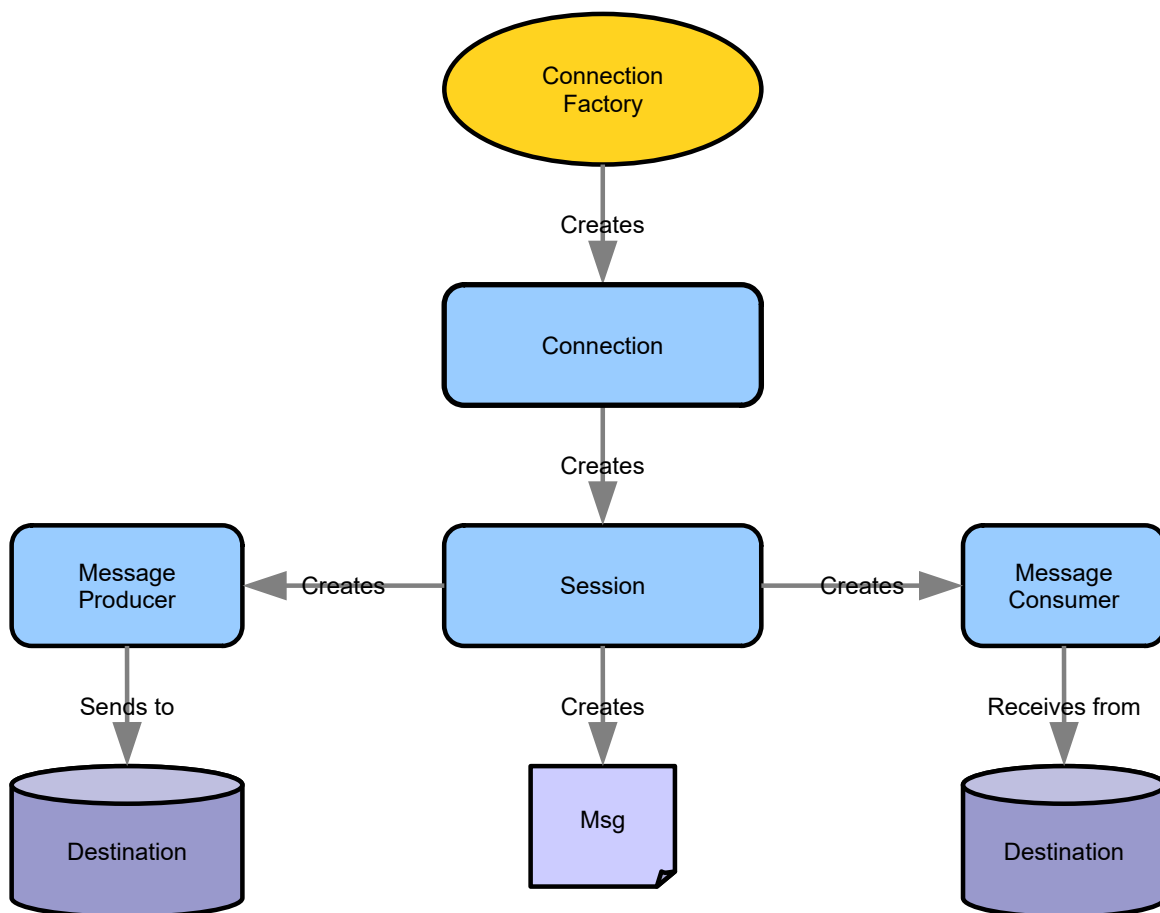 Connection
Factory
Creates
Connection
Creates
Message
Producer
Creates
Session
Creates
Message
Consumer
Sends to
Creates
Receives from
Destination
Msg
Destination